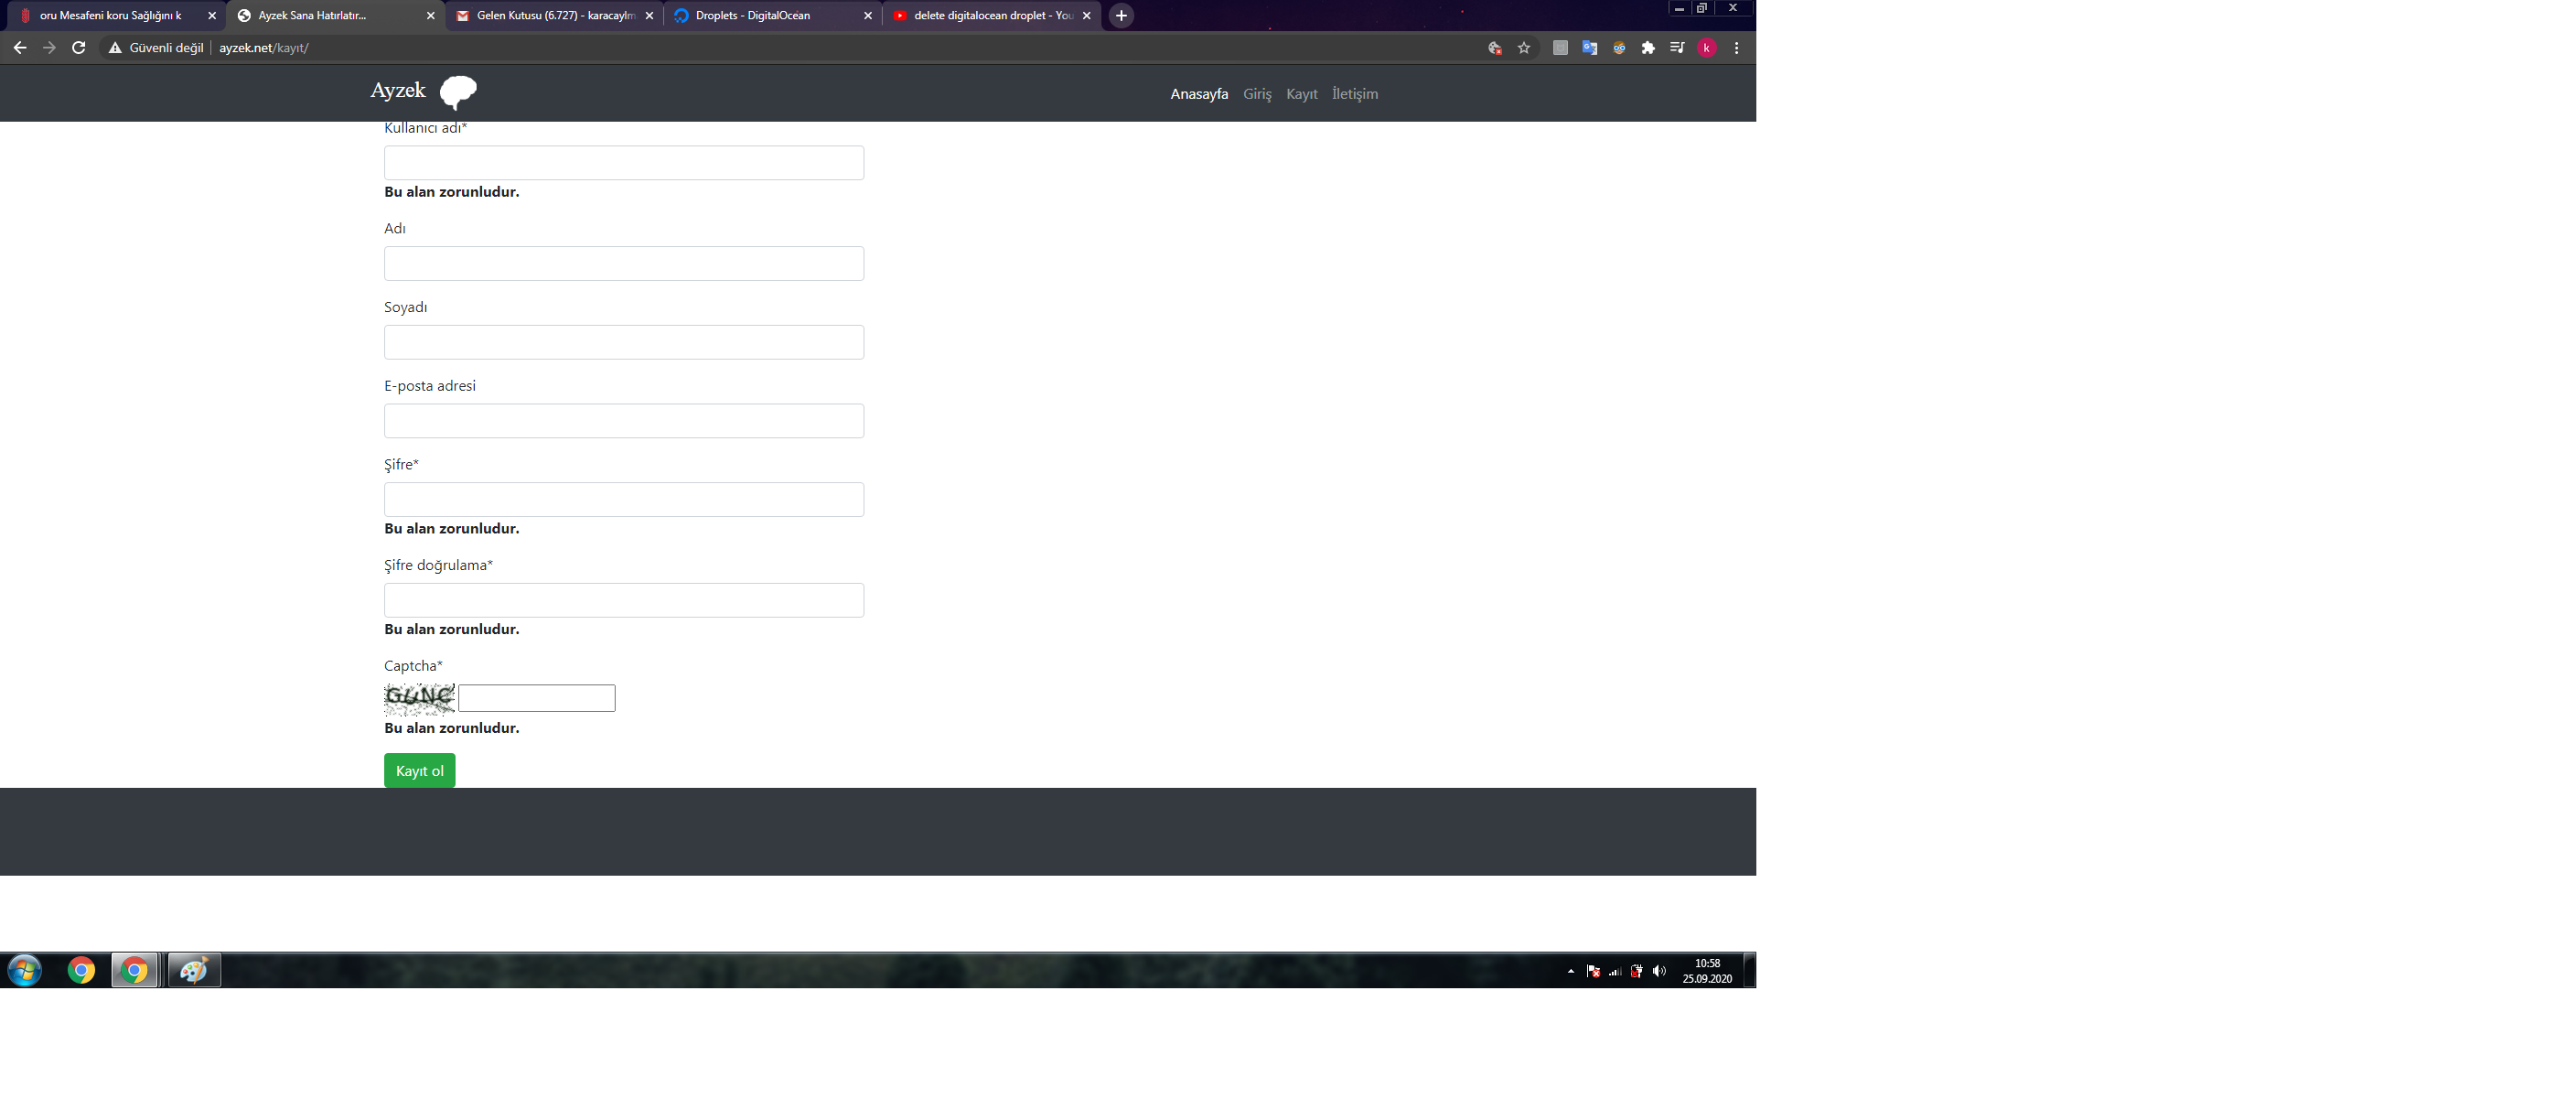 oru Mesafeni koru Sağlığını k
Ayzek Sana Hatırlatır...
Gelen Kutusu (6.727) - karacaylm
Droplets - DigitalOcean
delete digitalocean droplet - You
Güvenli değil
ayzek.net/kayıt/
k
Ayzek
Anasayfa
Giriş
Kayıt
İletişim
Kullanıcı adı*
Bu alan zorunludur.
Adı
Soyadı
E-posta adresi
Şifre*
Bu alan zorunludur.
Şifre doğrulama*
Bu alan zorunludur.
Captcha*
GUNC
Bu alan zorunludur.
Kayıt ol
10:58
25.09.2020